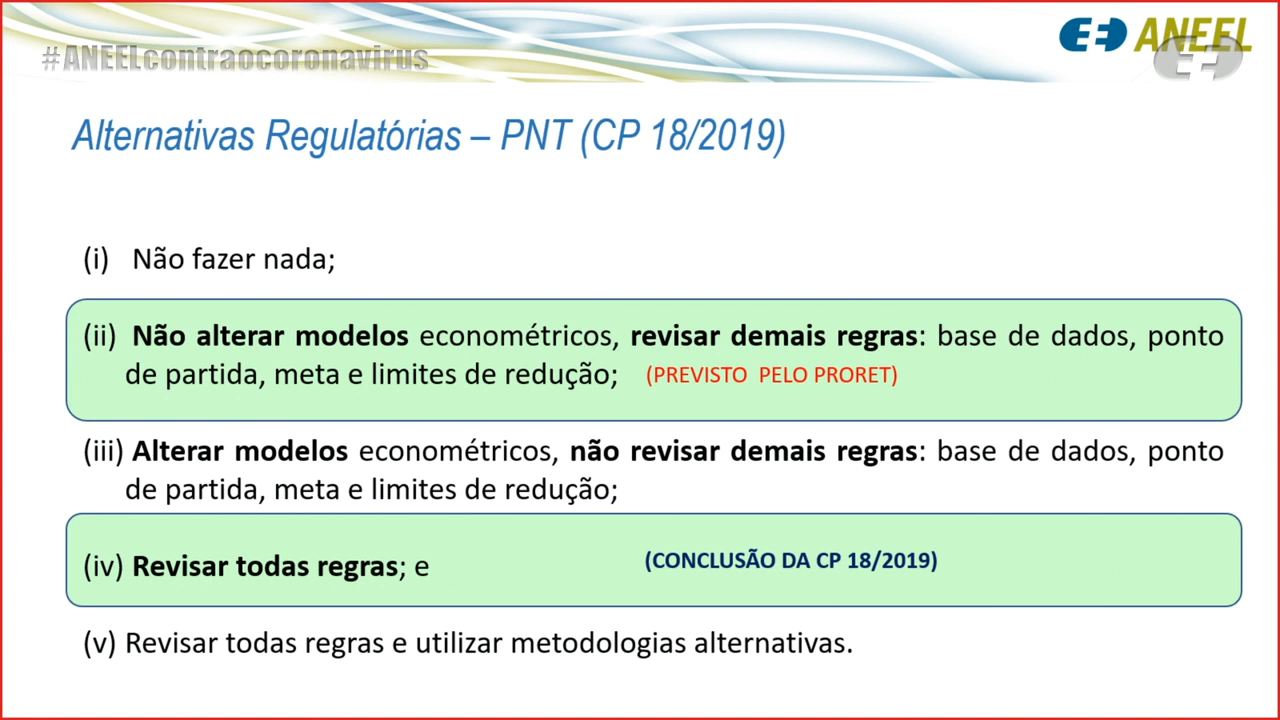 #ANEELcontraocoronavirus
ANEEL
Alternativas Regulatórias – PNT (CP 18/2019)
(i) Não fazer nada;
(ii) Não alterar modelos econométricos, revisar demais regras: base de dados, ponto
de partida, meta e limites de redução; (PREVISTO PELO PRORET)
(iii) Alterar modelos econométricos, não revisar demais regras: base de dados, ponto
de partida, meta e limites de redução;
(iv) Revisar todas regras; e (CONCLUSÃO DA CP 18/2019)
(v) Revisar todas regras e utilizar metodologias alternativas.